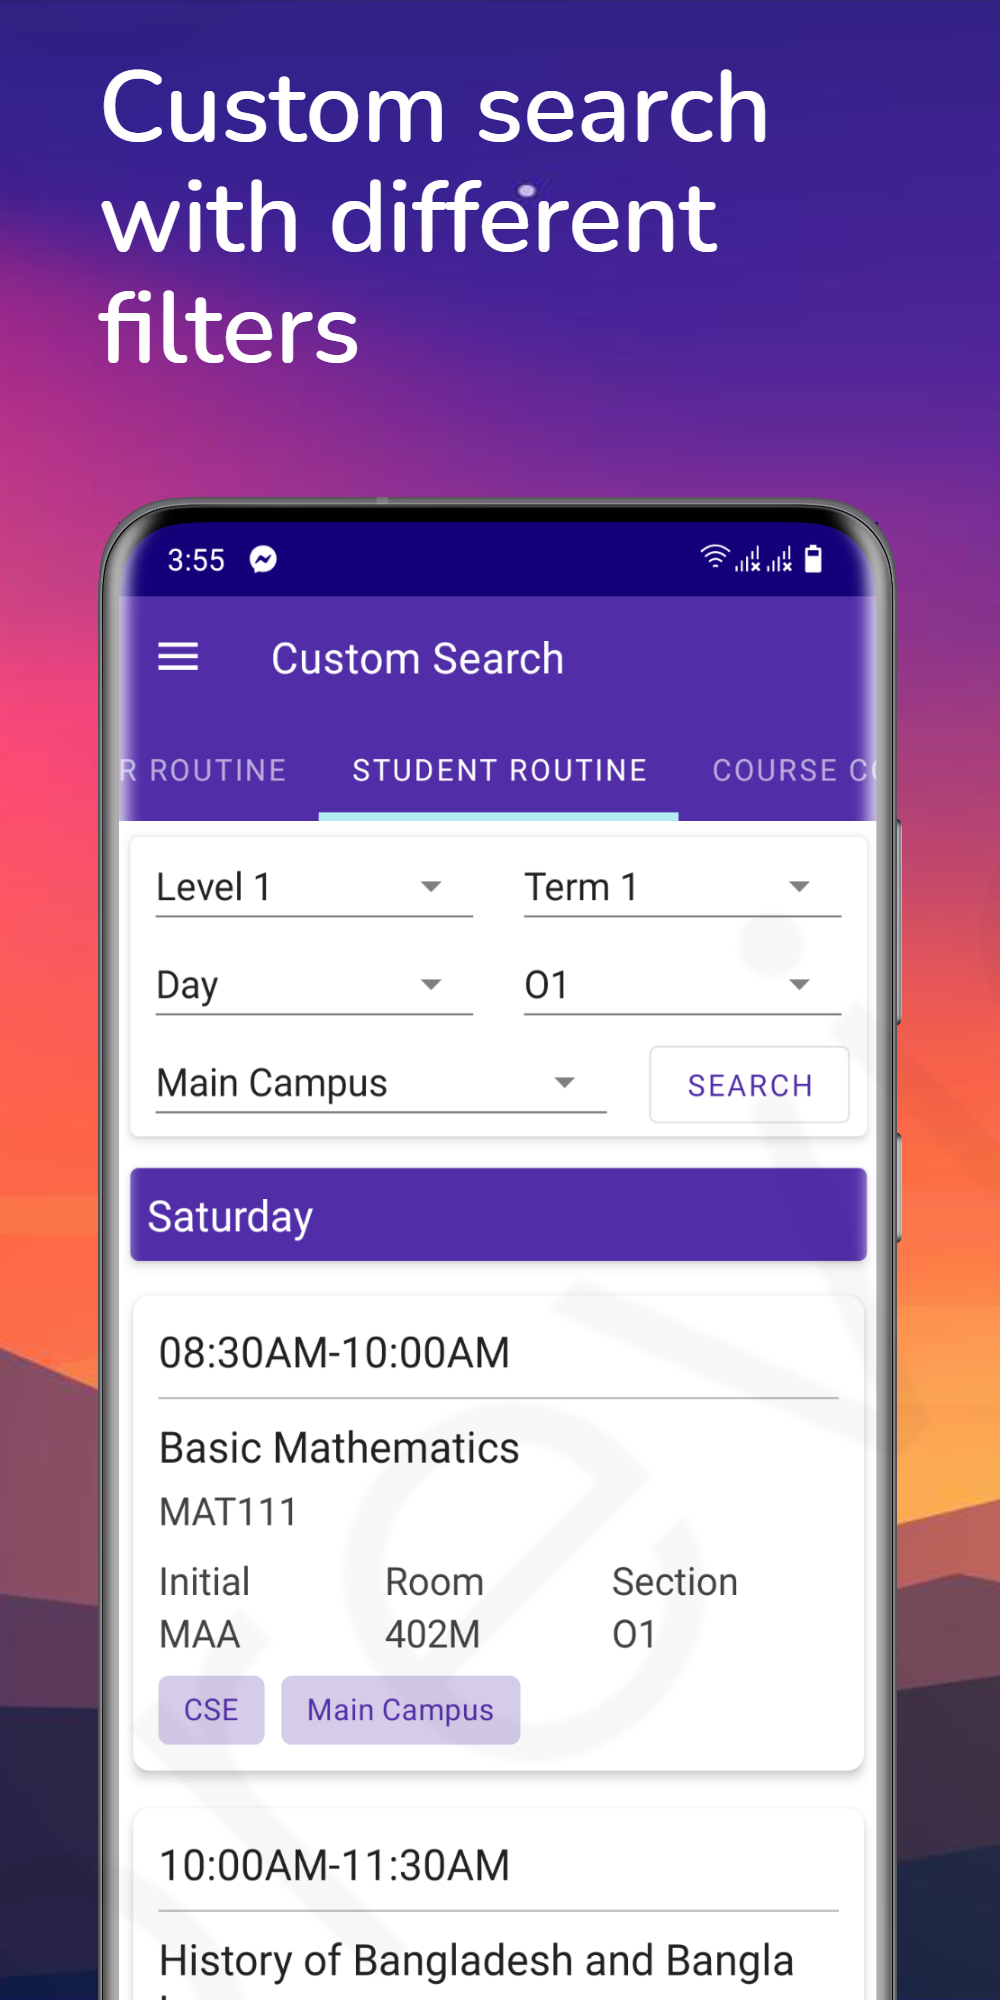 Custom search
with different
filters
3:55
Custom Search
R ROUTINE
STUDENT ROUTINE
COURSE
Level 1
Term 1
Day
O1
Main Campus
SEARCH
Saturday
08:30AM-10:00AM
Basic Mathematics
MAT111
Initial Room Section
MAA 402M O1
CSE
Main Campus
10:00AM-11:30AM
History of Bangladesh and Bangla